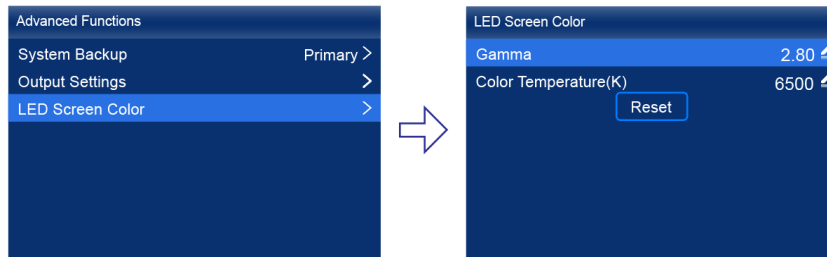 Advanced Functions
System Backup Primary >
Output Settings >
LED Screen Color >
LED Screen Color
Gamma 2.80
Color Temperature(K) 6500
Reset